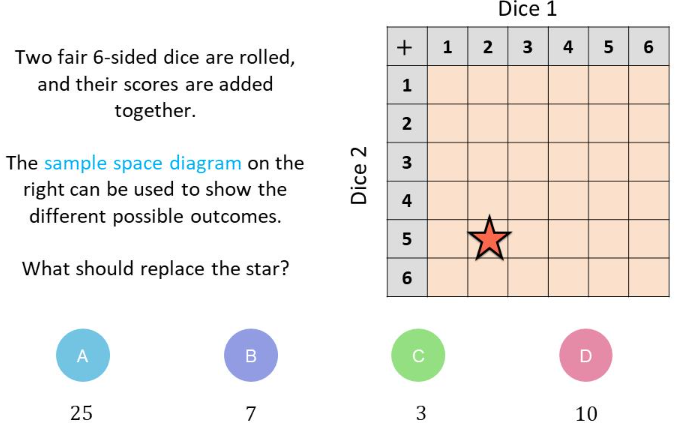 Dice 1
Two fair 6-sided dice are rolled,
and their scores are added
together.
The sample space diagram on the
right can be used to show the
different possible outcomes.
What should replace the star?
Dice 2
+ 1 2 3 4 5 6
1
2
3
4
5
6
A B C D
25 7 3 10